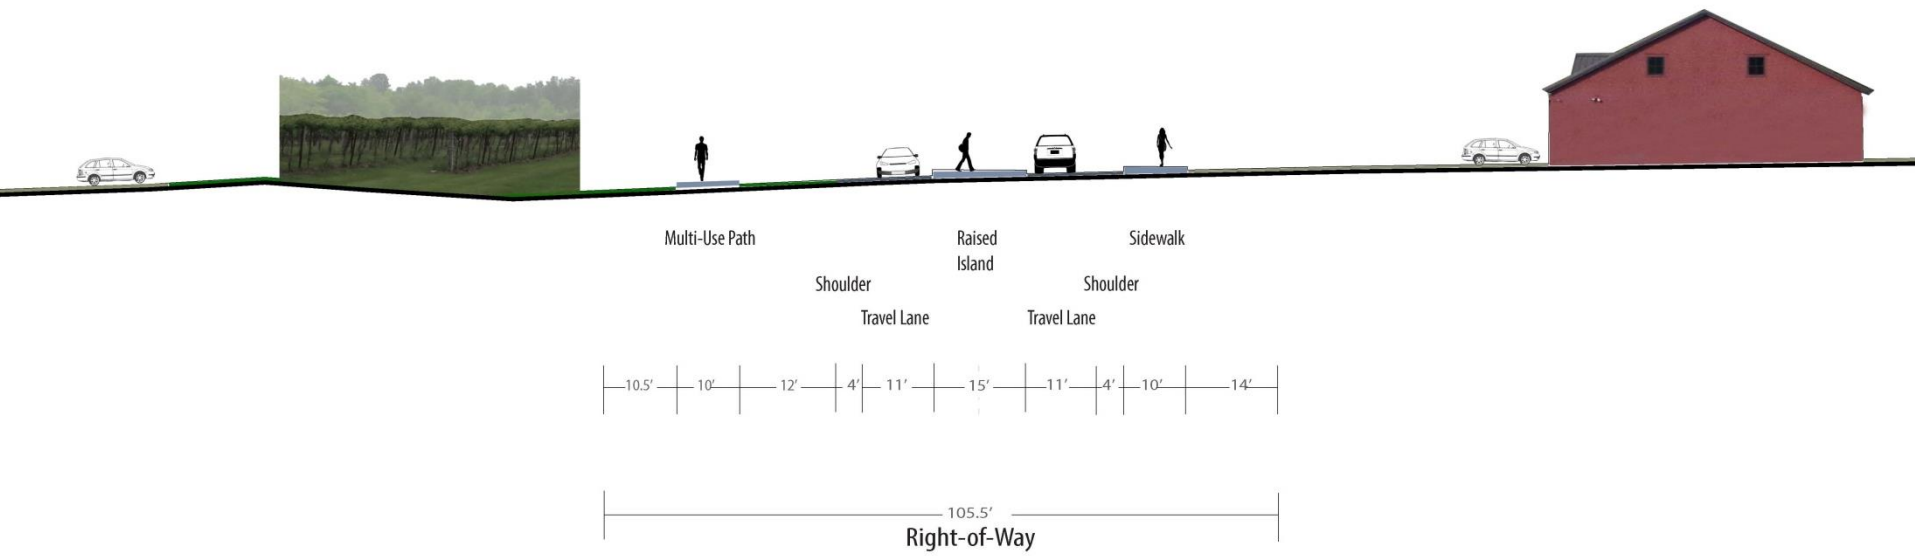 Multi-Use Path
Raised
Island
Sidewalk
Shoulder
Shoulder
Travel Lane
Travel Lane
10.5’ 10’ 12’ 4’ 11’ 15’ 11’ 4’ 10’ 14’
105.5’
Right-of-Way